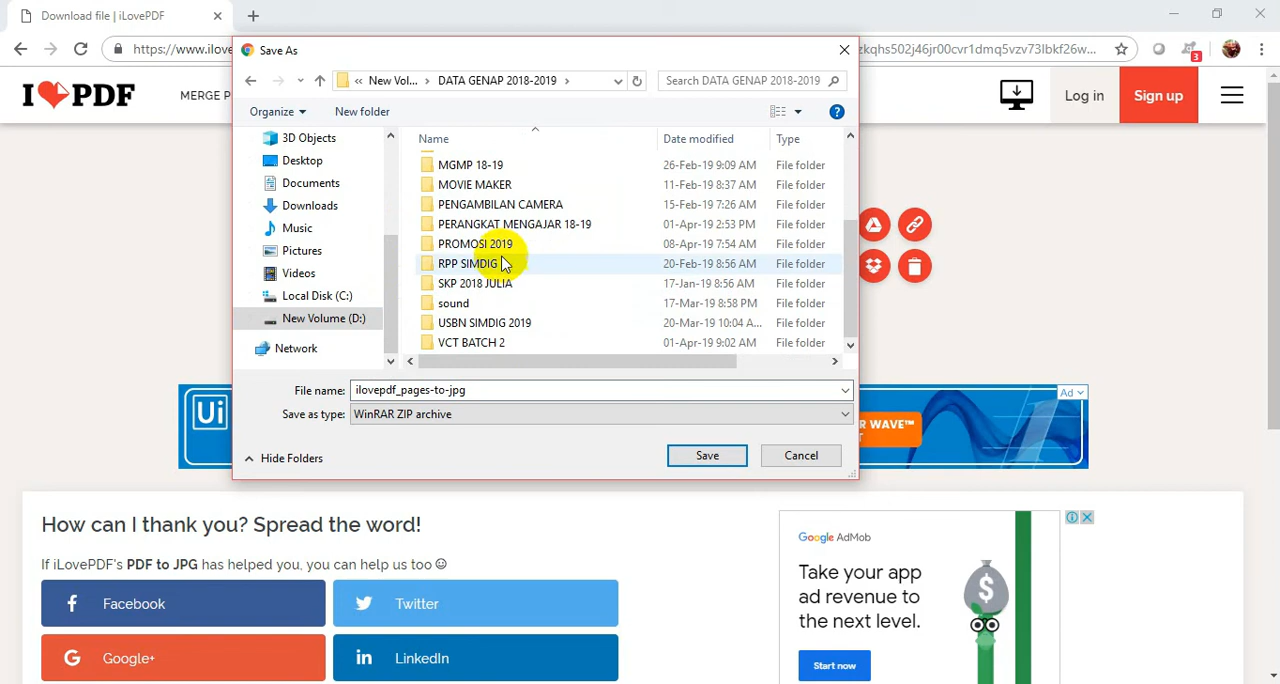 Download file | iLovePDF
https://www.ilove
zkqhs502j46jr00cvr1dmq5vzv73lbkf26w...
3
Save As
« New Vol... › DATA GENAP 2018-2019 ›
Search DATA GENAP 2018-2019
I PDF
MERGE P
Log in
Sign up
Organize
New folder
?
Name Date modified Type
3D Objects
Desktop
Documents
Downloads
Music
Pictures
Videos
Local Disk (C:)
New Volume (D:)
Network
MGMP 18-19 26-Feb-19 9:09 AM File folder
MOVIE MAKER 11-Feb-19 8:37 AM File folder
PENGAMBILAN CAMERA 15-Feb-19 7:26 AM File folder
PERANGKAT MENGAJAR 18-19 01-Apr-19 2:53 PM File folder
PROMOSI 2019 08-Apr-19 7:54 AM File folder
RPP SIMDIG 20-Feb-19 8:56 AM File folder
SKP 2018 JULIA 17-Jan-19 8:56 AM File folder
sound 17-Mar-19 8:58 PM File folder
USBN SIMDIG 2019 20-Mar-19 10:04 A... File folder
VCT BATCH 2 01-Apr-19 9:02 AM File folder
File name: ilovepdf_pages-to-jpg
Save as type: WinRAR ZIP archive
Hide Folders
Save
Cancel
Ui
R WAVE™
Ad
How can I thank you? Spread the word!
If iLovePDF's PDF to JPG has helped you, you can help us too
Facebook
Twitter
Google+
LinkedIn
Google AdMob
Take your app
ad revenue to
the next level.
Start now